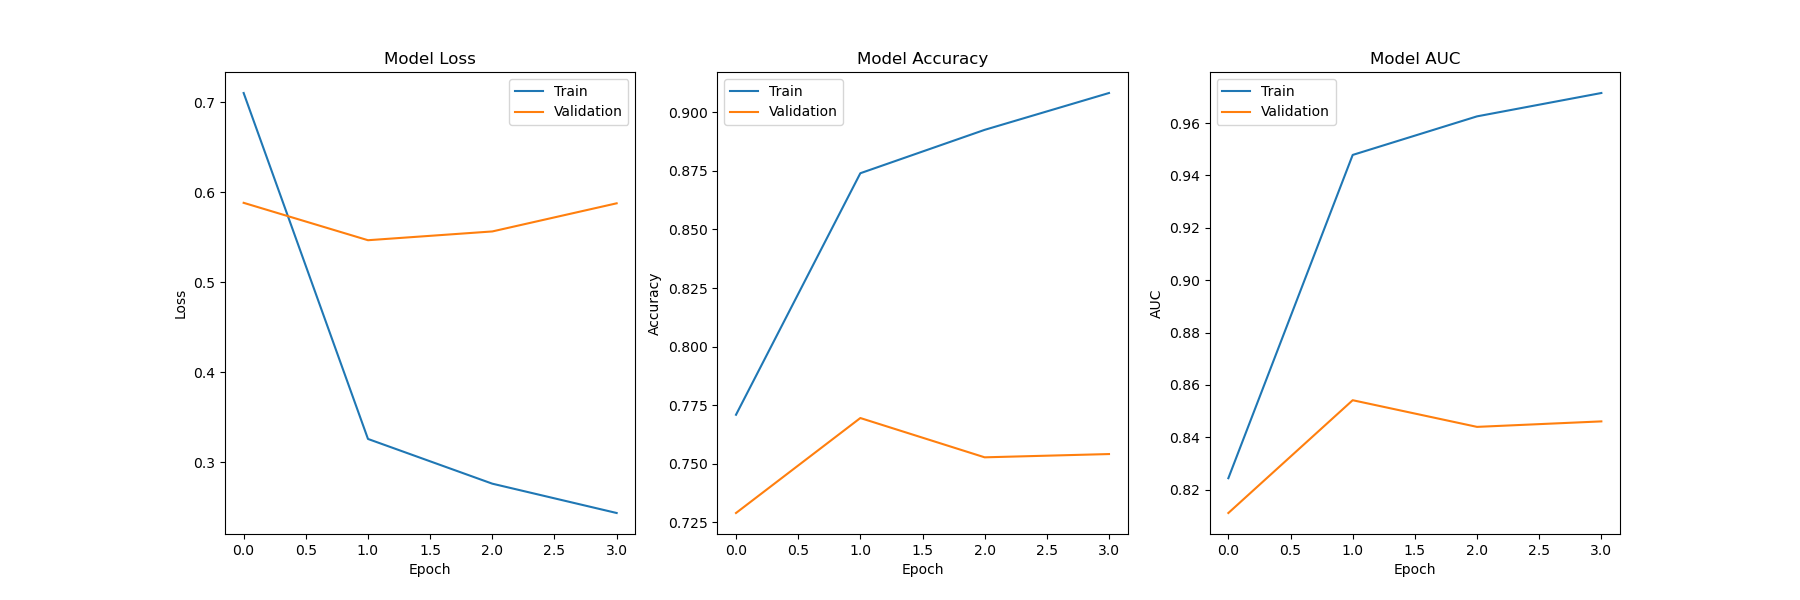 Model Loss
Train
Validation
0.7
0.6
0.5
0.4
0.3
Loss
0.0 0.5 1.0 1.5 2.0 2.5 3.0
Epoch
Model Accuracy
Train
Validation
0.900
0.875
0.850
0.825
0.800
0.775
0.750
0.725
Accuracy
0.0 0.5 1.0 1.5 2.0 2.5 3.0
Epoch
Model AUC
Train
Validation
0.96
0.94
0.92
0.90
0.88
0.86
0.84
0.82
AUC
0.0 0.5 1.0 1.5 2.0 2.5 3.0
Epoch